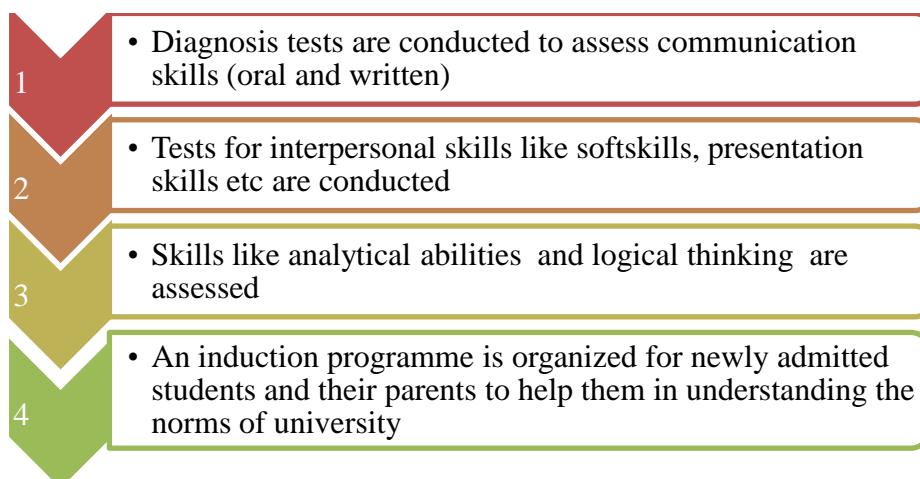 1
• Diagnosis tests are conducted to assess communication
skills (oral and written)
2
• Tests for interpersonal skills like softskills, presentation
skills etc are conducted
3
• Skills like analytical abilities and logical thinking are
assessed
4
• An induction programme is organized for newly admitted
students and their parents to help them in understanding the
norms of university